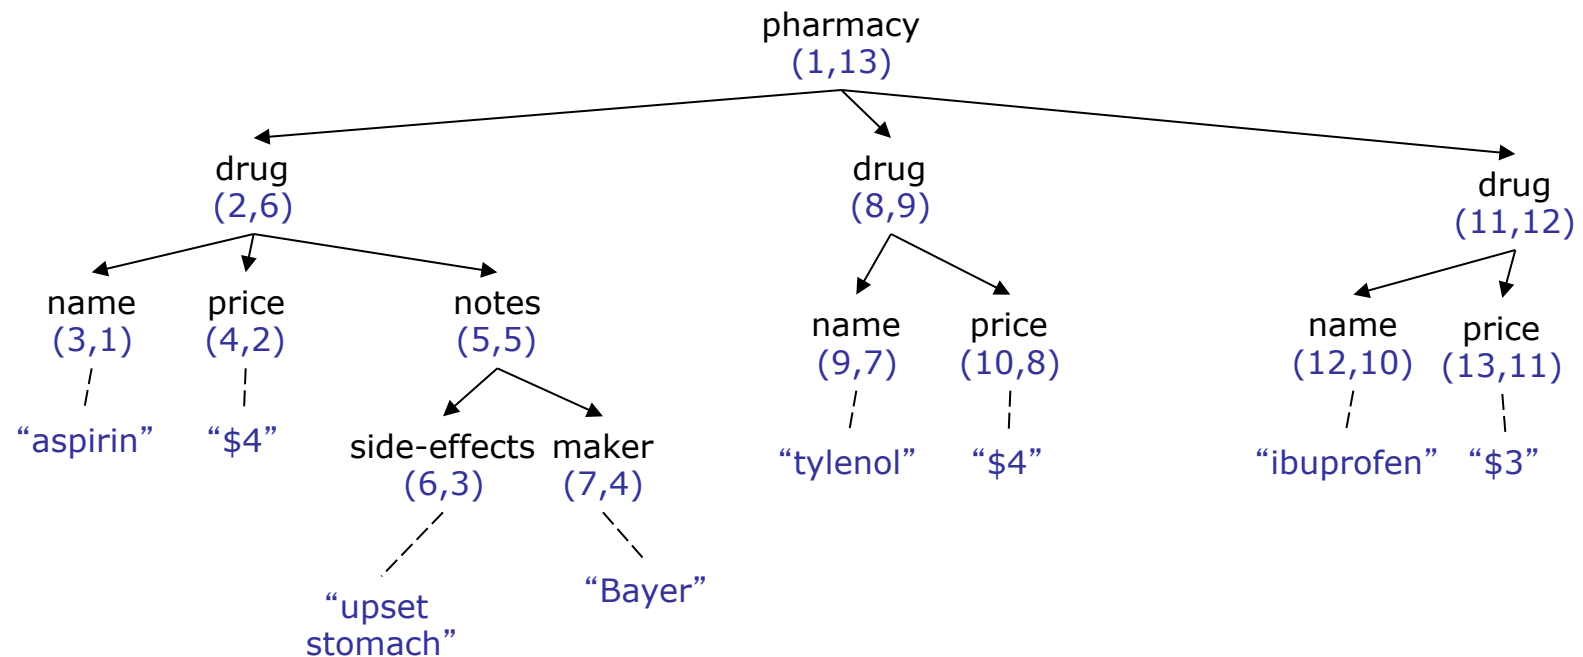 pharmacy
(1,13)
drug
(2,6)
drug
(8,9)
drug
(11,12)
name
(3,1)
price
(4,2)
notes
(5,5)
name
(9,7)
price
(10,8)
name
(12,10)
price
(13,11)
“aspirin”
“$4”
side-effects
(6,3)
maker
(7,4)
“tylenol”
“$4”
“ibuprofen”
“$3”
“upset
stomach”
“Bayer”